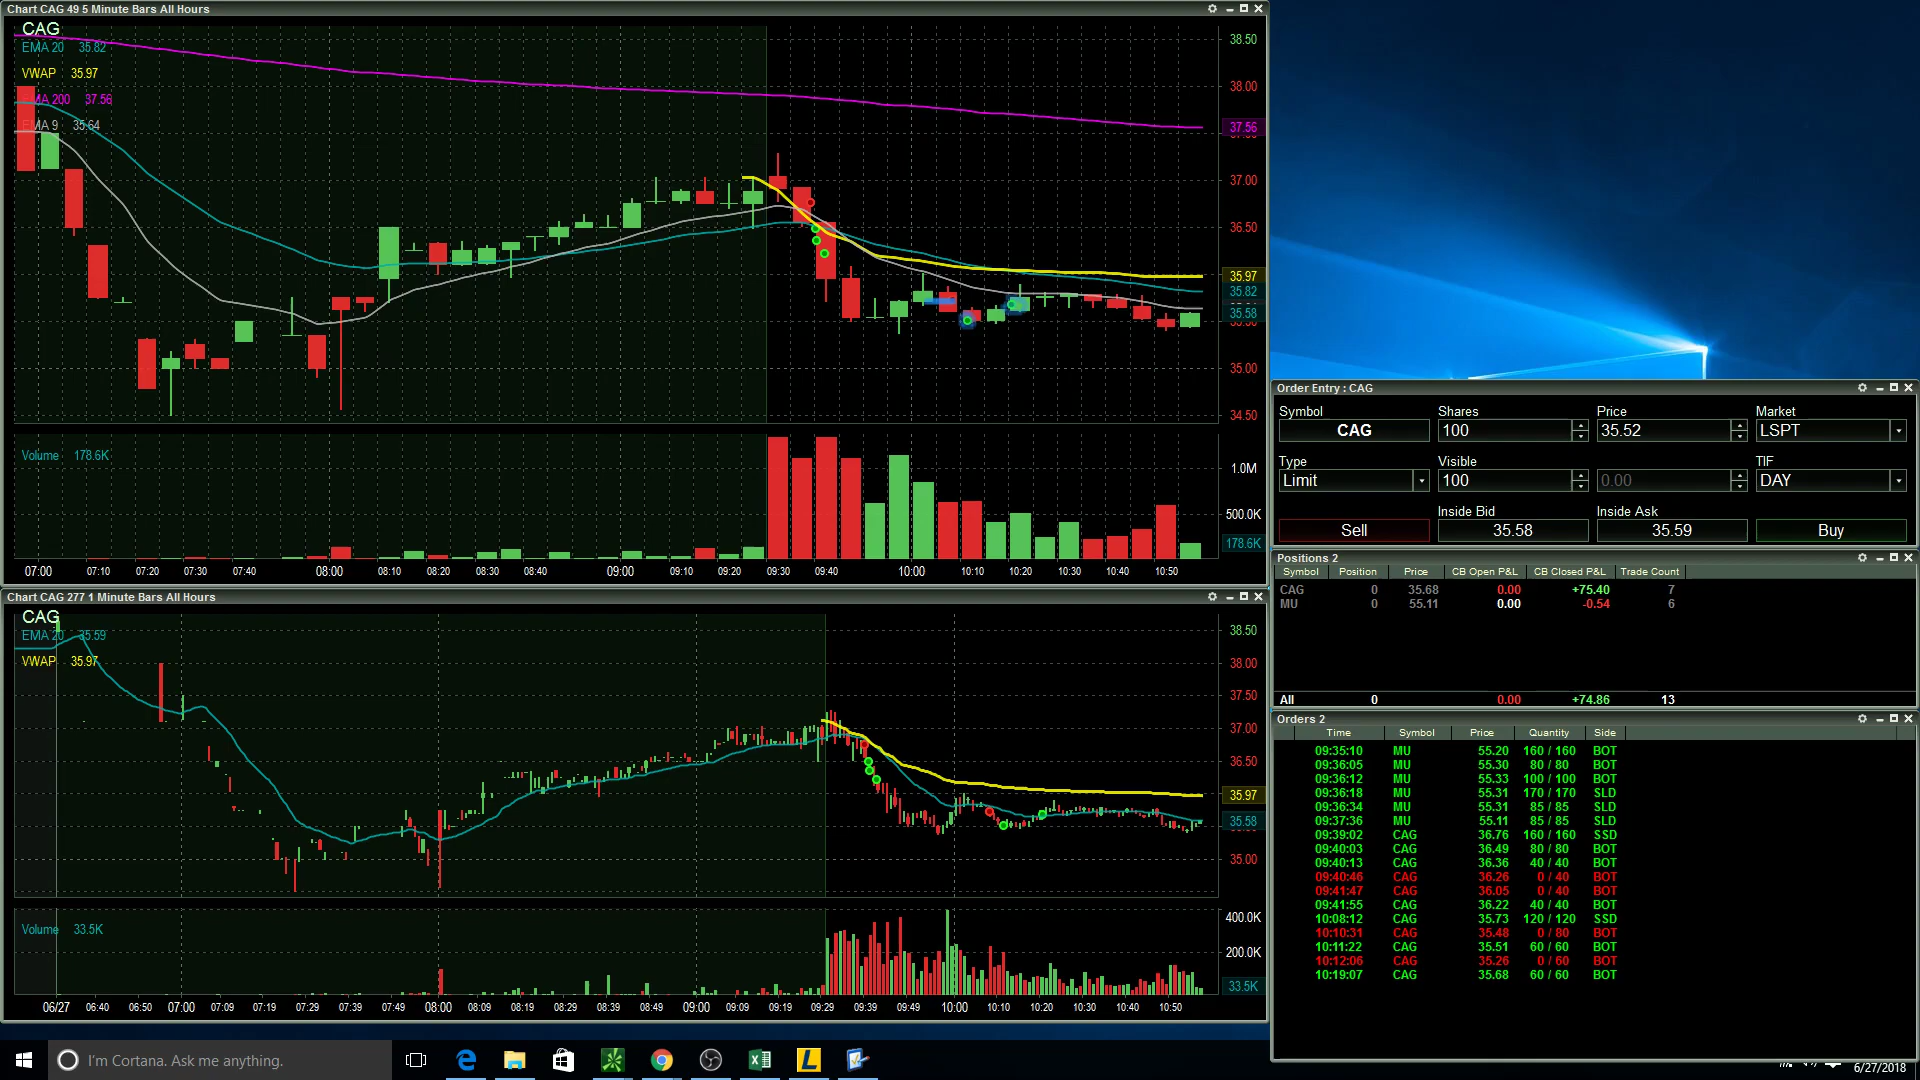 Chart CAG 49 5 Minute Bars All Hours
CAG
EMA 20 35.82
VWAP 35.97
EMA 200 37.56
EMA 9 35.64
38.50
38.00
37.56
37.00
36.50
35.97
35.82
35.58
35.00
34.50
Volume 178.6K
1.0M
500.0K
178.6K
07:00 07:10 07:20 07:30 07:40 08:00 08:10 08:20 08:30 08:40 09:00 09:10 09:20 09:30 09:40 10:00 10:10 10:20 10:30 10:40 10:50
Chart CAG 277 1 Minute Bars All Hours
CAG
EMA 20 35.59
VWAP 35.97
38.50
38.00
37.50
37.00
36.50
35.97
35.58
35.00
Volume 33.5K
400.0K
200.0K
33.5K
06/27 06:40 06:50 07:00 07:09 07:19 07:29 07:39 07:49 08:00 08:09 08:19 08:29 08:39 08:49 09:00 09:09 09:19 09:29 09:39 09:49 10:00 10:10 10:20 10:30 10:40 10:50
Order Entry : CAG
Symbol Shares Price Market
CAG 100 35.52 LSPT
Type Visible TIF
Limit 100 0.00 DAY
Inside Bid Inside Ask
Sell 35.58 35.59 Buy
Positions 2
Symbol Position Price CB Open P&L CB Closed P&L Trade Count
CAG 0 35.68 0.00 +75.40 7
MU 0 55.11 0.00 -0.54 6
All 0 0.00 +74.86 13
Orders 2
Time Symbol Price Quantity Side
09:35:10 MU 55.20 160 / 160 BOT
09:36:05 MU 55.30 80 / 80 BOT
09:36:12 MU 55.33 100 / 100 BOT
09:36:18 MU 55.31 170 / 170 SLD
09:36:34 MU 55.31 85 / 85 SLD
09:37:36 MU 55.11 85 / 85 SLD
09:39:02 CAG 36.76 160 / 160 SSD
09:40:03 CAG 36.49 80 / 80 BOT
09:40:13 CAG 36.36 40 / 40 BOT
09:40:46 CAG 36.26 0 / 40 BOT
09:41:47 CAG 36.05 0 / 40 BOT
09:41:55 CAG 36.22 40 / 40 BOT
10:08:12 CAG 35.73 120 / 120 SSD
10:10:31 CAG 35.48 0 / 80 BOT
10:11:22 CAG 35.51 60 / 60 BOT
10:12:06 CAG 35.26 0 / 60 BOT
10:19:07 CAG 35.68 60 / 60 BOT
I'm Cortana. Ask me anything.
6/27/2018